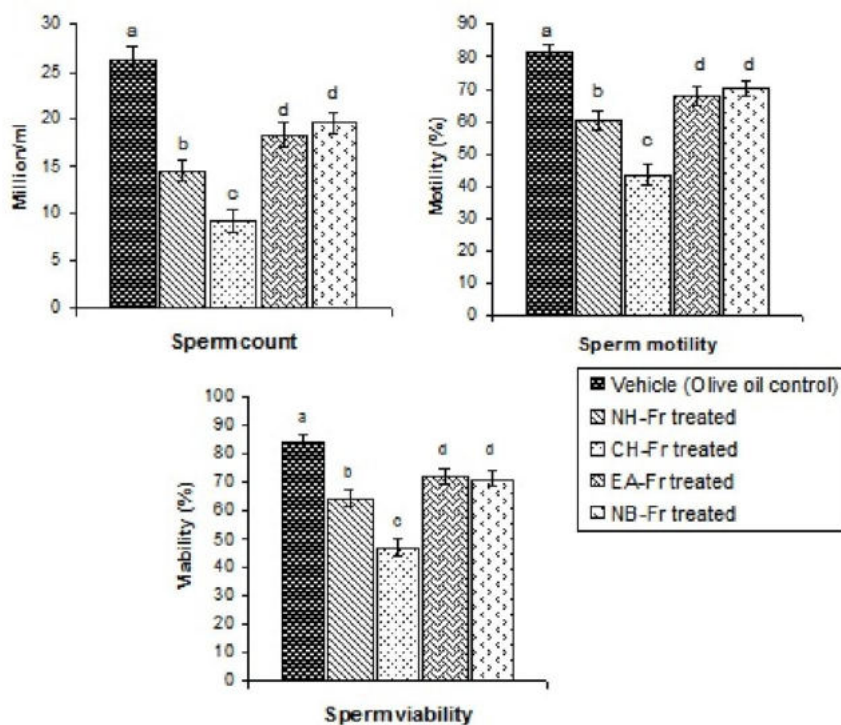 30
25
20
15
10
5
0
Million/ml
a
b
c
d
d
Sperm count
90
80
70
60
50
40
30
20
10
0
Motility (%)
a
b
c
d
d
Sperm motility
100
90
80
70
60
50
40
30
20
10
0
Viability (%)
a
b
c
d
d
Sperm viability
Vehicle (Olive oil control)
NH-Fr treated
CH-Fr treated
EA-Fr treated
NB-Fr treated